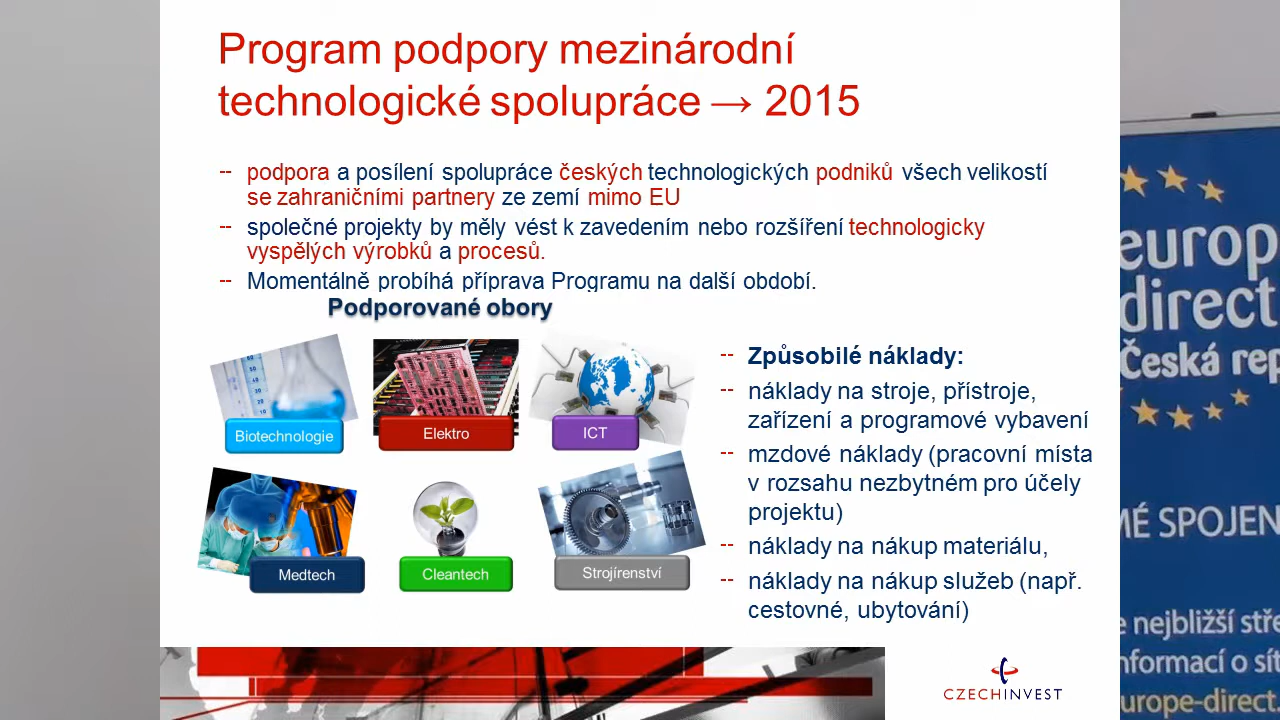 Program podpory mezinárodní
technologické spolupráce → 2015
-- podpora a posílení spolupráce českých technologických podniků všech velikostí
se zahraničními partnery ze zemí mimo EU
-- společné projekty by měly vést k zavedením nebo rozšíření technologicky
vyspělých výrobků a procesů.
-- Momentálně probíhá příprava Programu na další období.
Podporované obory
Biotechnologie
Elektro
ICT
Medtech
Cleantech
Strojírenství
-- Způsobilé náklady:
-- náklady na stroje, přístroje,
zařízení a programové vybavení
-- mzdové náklady (pracovní místa
v rozsahu nezbytném pro účely
projektu)
-- náklady na nákup materiálu,
-- náklady na nákup služeb (např.
cestovné, ubytování)
CZECHINVEST
europ
direct
Česká rep
MÉ SPOJEN
e nejbližší stře
nformací o sít
europe-direct.